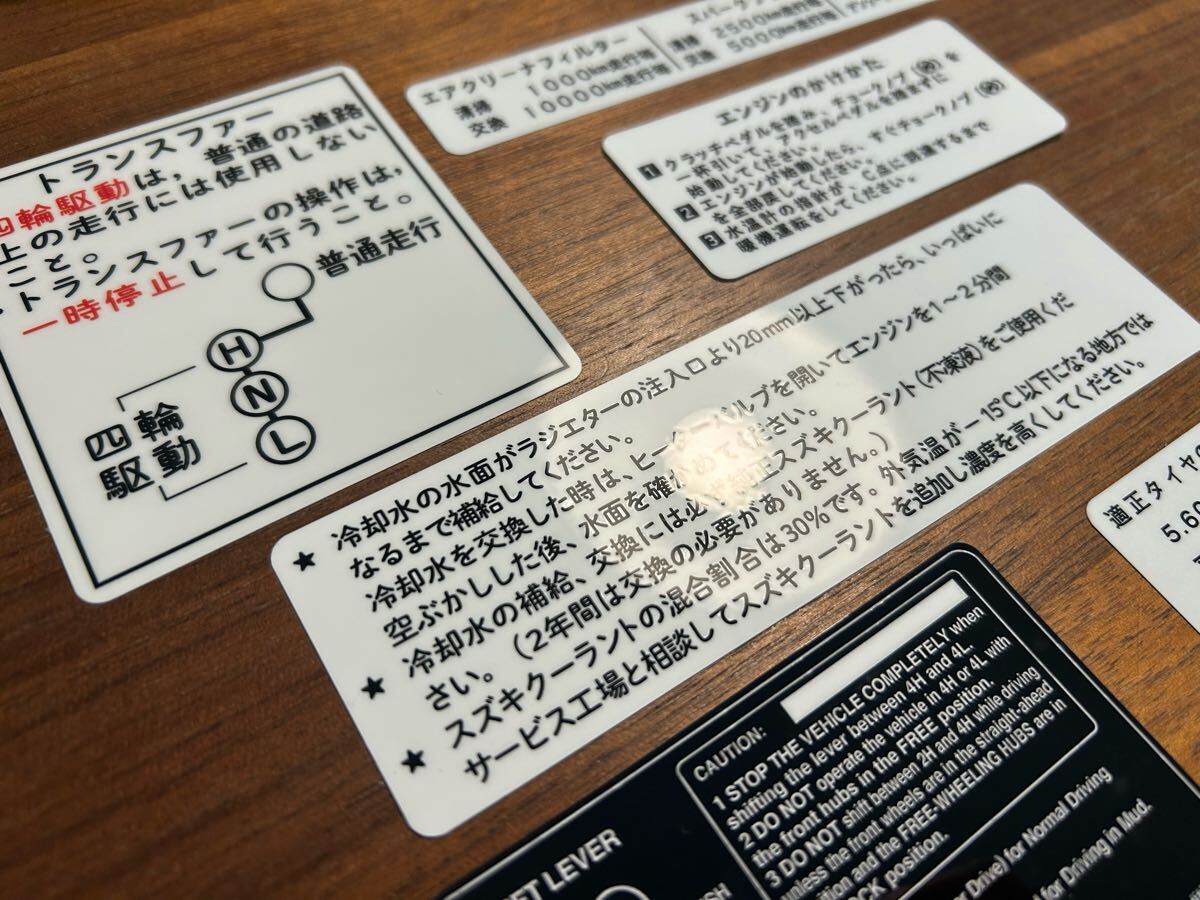 トランスファー
四輪駆動は，普通の道路
上の走行には使用しない
こと。
トランスファーの操作は，
一時停止して行うこと。
普通走行
H
N
L
四輪
駆動
エアクリーナフィルター
清掃 1000km走行毎
交換 10000km走行毎
清掃 2500km走行毎
交換 5000km走行毎
エンジンのかけかた
1 クラッチペダルを踏み、チョークノブ を
一杯引いて、アクセルペダルを踏まずに
始動してください。
2 エンジンが始動したら、すぐチョークノブ
を全部戻してください。
3 水温計の指針が、C点に到達するまで
暖機運転をしてください。
★ 冷却水の水面がラジエターの注入口より20mm以上下がったら、いっぱいに
なるまで補給してください。
冷却水を交換した時は、ヒーターバルブを開いてエンジンを1〜2分間
空ぶかしした後、水面を確かめてください。
★ 冷却水の補給、交換には必ずスズキクーラント(不凍液)をご使用くだ
さい。(2年間は交換の必要がありません。)
★ スズキクーラントの混合割合は30%です。外気温が−15℃以下になる地方では
サービス工場と相談してスズキクーラントを追加し濃度を高くしてください。
適正タイヤの
5.6
CAUTION:
1 STOP THE VEHICLE COMPLETELY when
shifting the lever between 4H and 4L.
2 DO NOT operate the vehicle in 4H or 4L with
the front hubs in the FREE position.
3 DO NOT shift between 2H and 4H while driving
unless the front wheels are in the straight-ahead
ition and the FREE-WHEELING HUBS are in
CK position.
LEVER
Drive) for Normal Driving
for Driving in Mud.